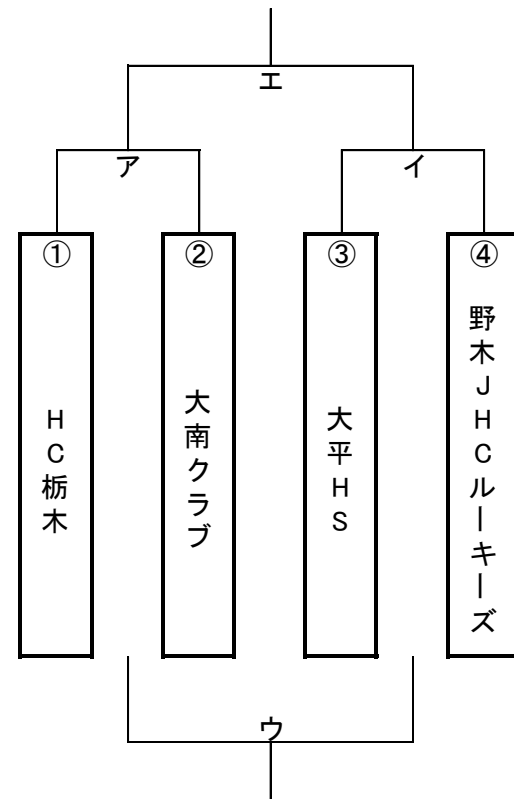 エ
ア
イ
① HC栃木
② 大南クラブ
③ 大平HS
④ 野木JHCルーキーズ
ウ